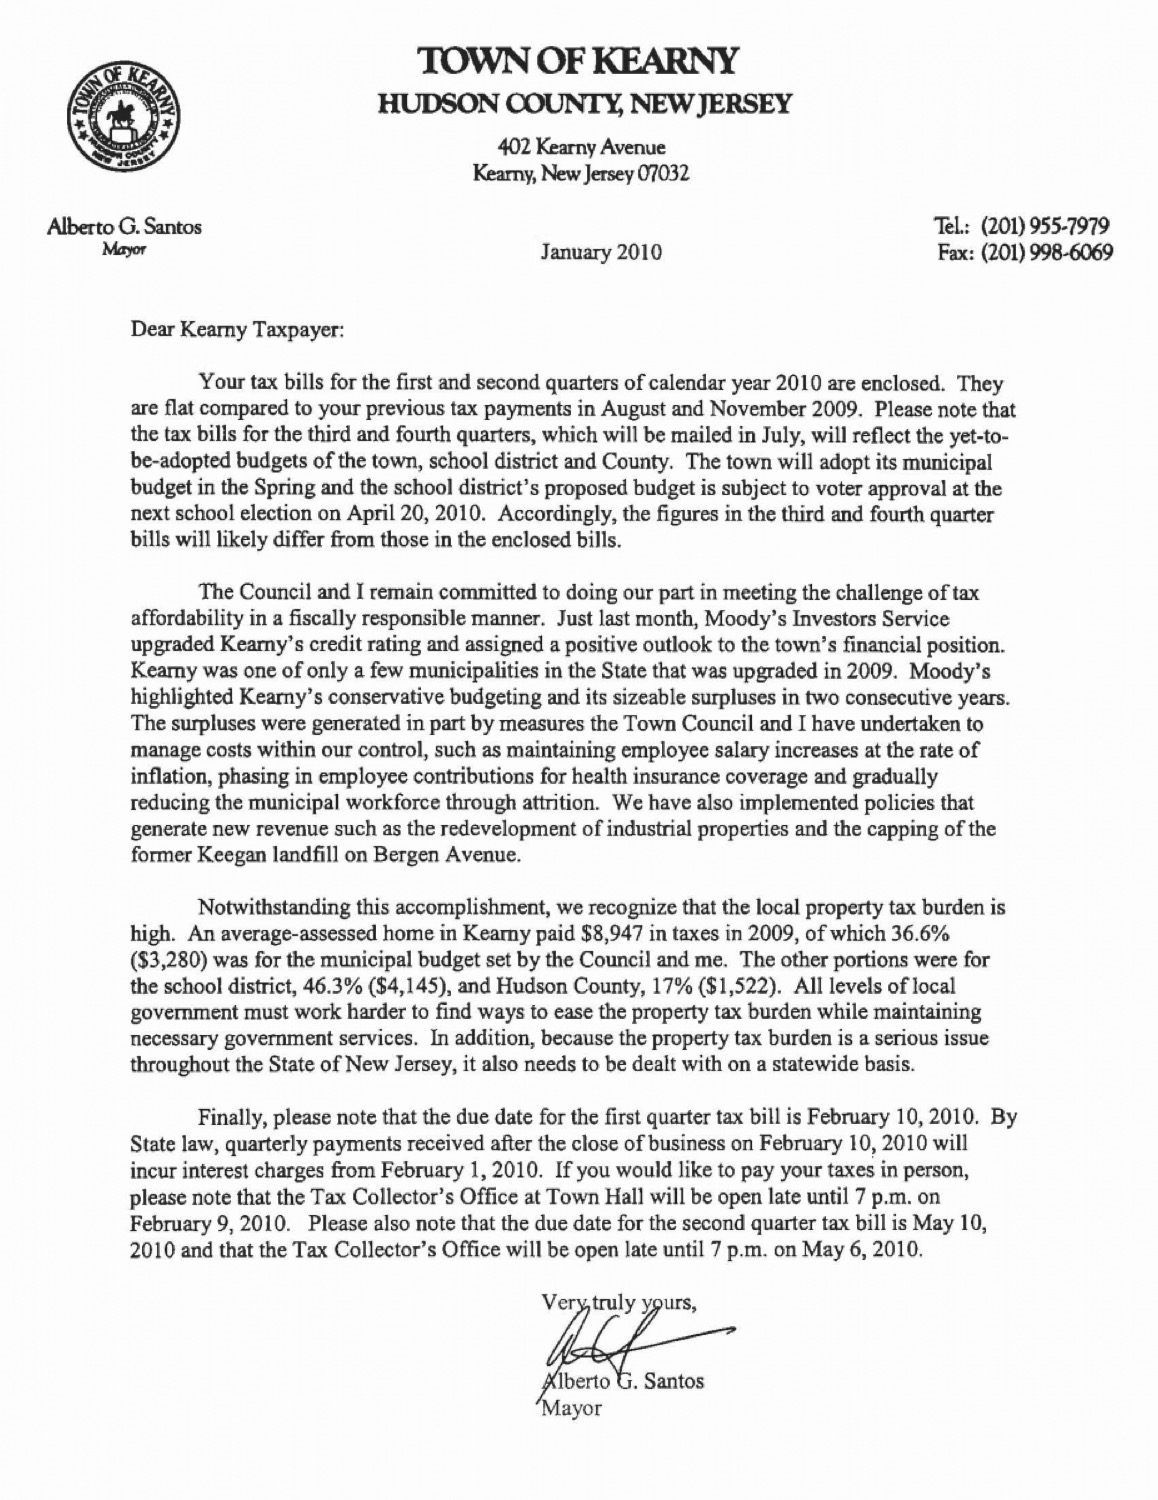 TOWN OF KEARNY
HUDSON COUNTY, NEW JERSEY
402 Kearny Avenue
Kearny, New Jersey 07032
TOWN OF KEARNY
HUDSON COUNTY
NEW JERSEY
Alberto G. Santos
Mayor
January 2010
Tel.: (201) 955-7979
Fax: (201) 998-6069
Dear Kearny Taxpayer:
Your tax bills for the first and second quarters of calendar year 2010 are enclosed. They
are flat compared to your previous tax payments in August and November 2009. Please note that
the tax bills for the third and fourth quarters, which will be mailed in July, will reflect the yet-to-
be-adopted budgets of the town, school district and County. The town will adopt its municipal
budget in the Spring and the school district's proposed budget is subject to voter approval at the
next school election on April 20, 2010. Accordingly, the figures in the third and fourth quarter
bills will likely differ from those in the enclosed bills.
The Council and I remain committed to doing our part in meeting the challenge of tax
affordability in a fiscally responsible manner. Just last month, Moody's Investors Service
upgraded Kearny's credit rating and assigned a positive outlook to the town's financial position.
Kearny was one of only a few municipalities in the State that was upgraded in 2009. Moody's
highlighted Kearny's conservative budgeting and its sizeable surpluses in two consecutive years.
The surpluses were generated in part by measures the Town Council and I have undertaken to
manage costs within our control, such as maintaining employee salary increases at the rate of
inflation, phasing in employee contributions for health insurance coverage and gradually
reducing the municipal workforce through attrition. We have also implemented policies that
generate new revenue such as the redevelopment of industrial properties and the capping of the
former Keegan landfill on Bergen Avenue.
Notwithstanding this accomplishment, we recognize that the local property tax burden is
high. An average-assessed home in Kearny paid $8,947 in taxes in 2009, of which 36.6%
($3,280) was for the municipal budget set by the Council and me. The other portions were for
the school district, 46.3% ($4,145), and Hudson County, 17% ($1,522). All levels of local
government must work harder to find ways to ease the property tax burden while maintaining
necessary government services. In addition, because the property tax burden is a serious issue
throughout the State of New Jersey, it also needs to be dealt with on a statewide basis.
Finally, please note that the due date for the first quarter tax bill is February 10, 2010. By
State law, quarterly payments received after the close of business on February 10, 2010 will
incur interest charges from February 1, 2010. If you would like to pay your taxes in person,
please note that the Tax Collector's Office at Town Hall will be open late until 7 p.m. on
February 9, 2010. Please also note that the due date for the second quarter tax bill is May 10,
2010 and that the Tax Collector's Office will be open late until 7 p.m. on May 6, 2010.
Very truly yours,
Alberto G. Santos
Mayor